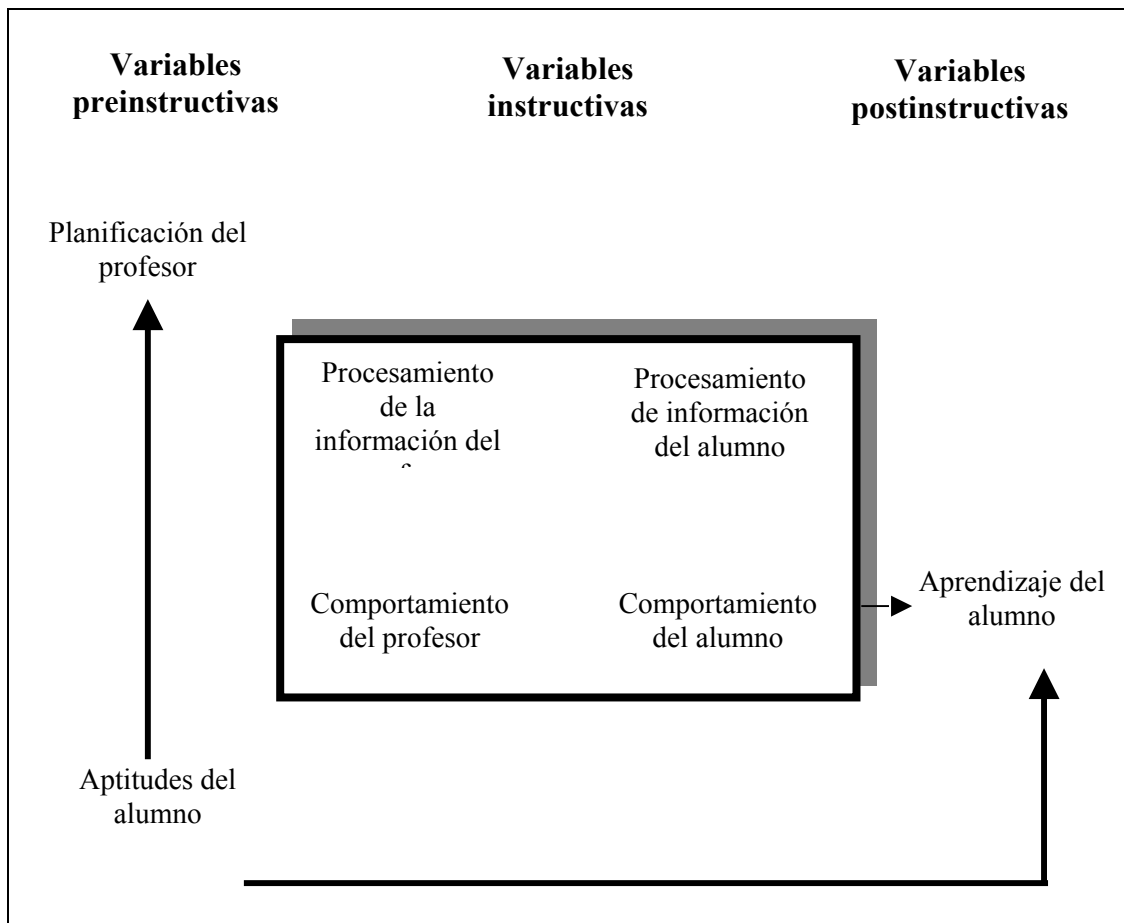 Variables
preinstructivas
Variables
instructivas
Variables
postinstructivas
Planificación del
profesor
Procesamiento
de la
información del
Procesamiento
de información
del alumno
Comportamiento
del profesor
Comportamiento
del alumno
Aprendizaje del
alumno
Aptitudes del
alumno